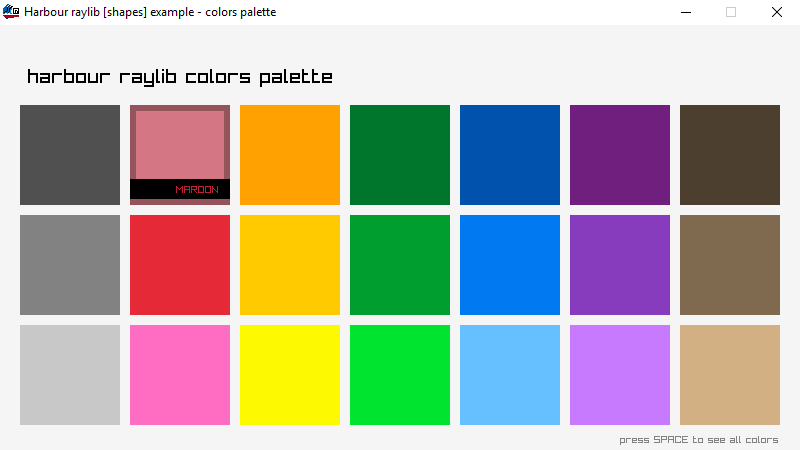 Harbour raylib [shapes] example - colors palette
harbour raylib colors palette
MAROON
press SPACE to see all colors